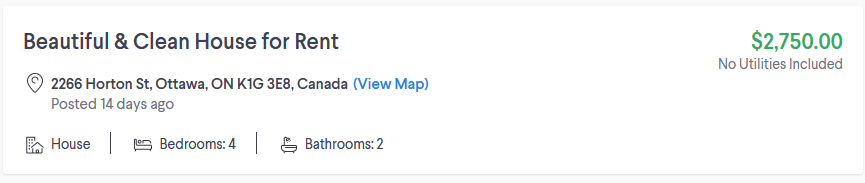 Beautiful & Clean House for Rent
$2,750.00
No Utilities Included
2266 Horton St, Ottawa, ON K1G 3E8, Canada (View Map)
Posted 14 days ago
House
Bedrooms: 4
Bathrooms: 2